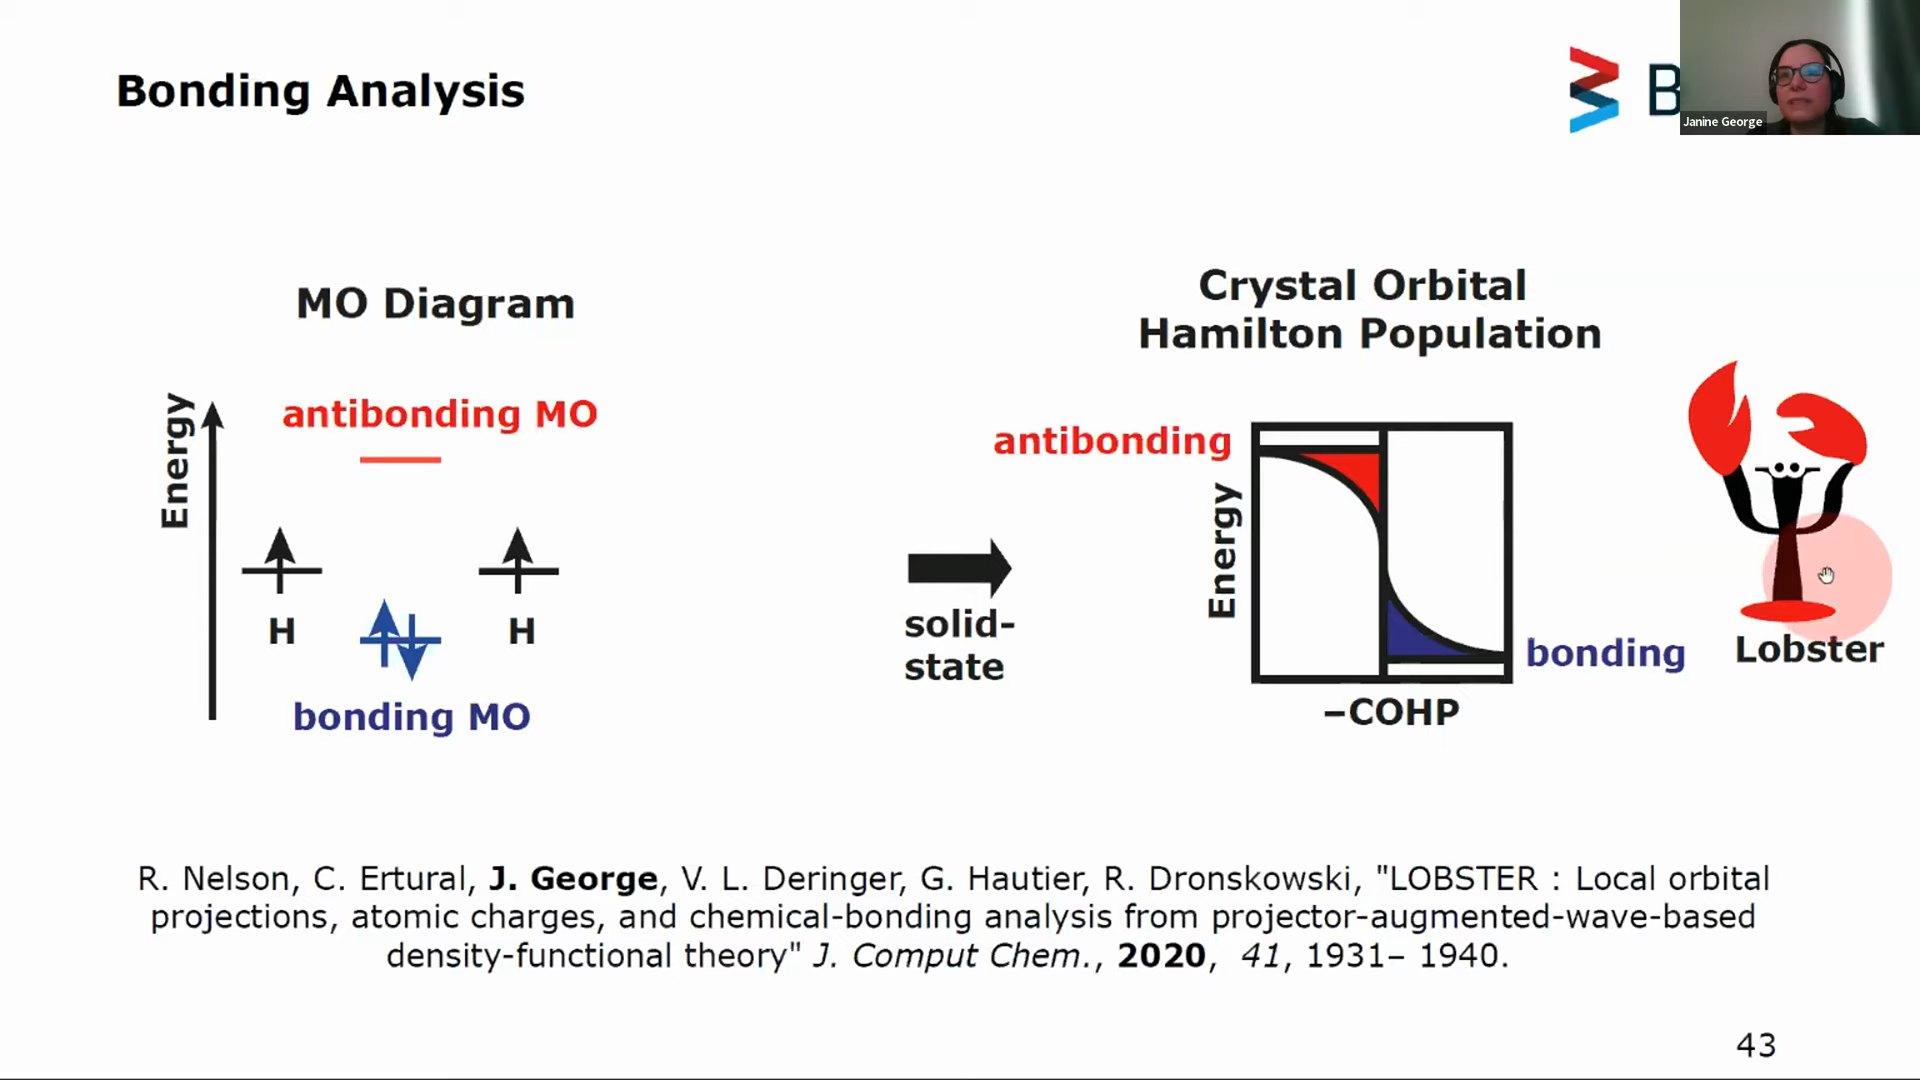 Bonding Analysis
B
Janine George
MO Diagram
Crystal Orbital
Hamilton Population
Energy
antibonding MO
H
H
bonding MO
solid-
state
antibonding
Energy
bonding
–COHP
Lobster
R. Nelson, C. Ertural, J. George, V. L. Deringer, G. Hautier, R. Dronskowski, "LOBSTER : Local orbital
projections, atomic charges, and chemical-bonding analysis from projector-augmented-wave-based
density-functional theory" J. Comput Chem., 2020, 41, 1931– 1940.
43